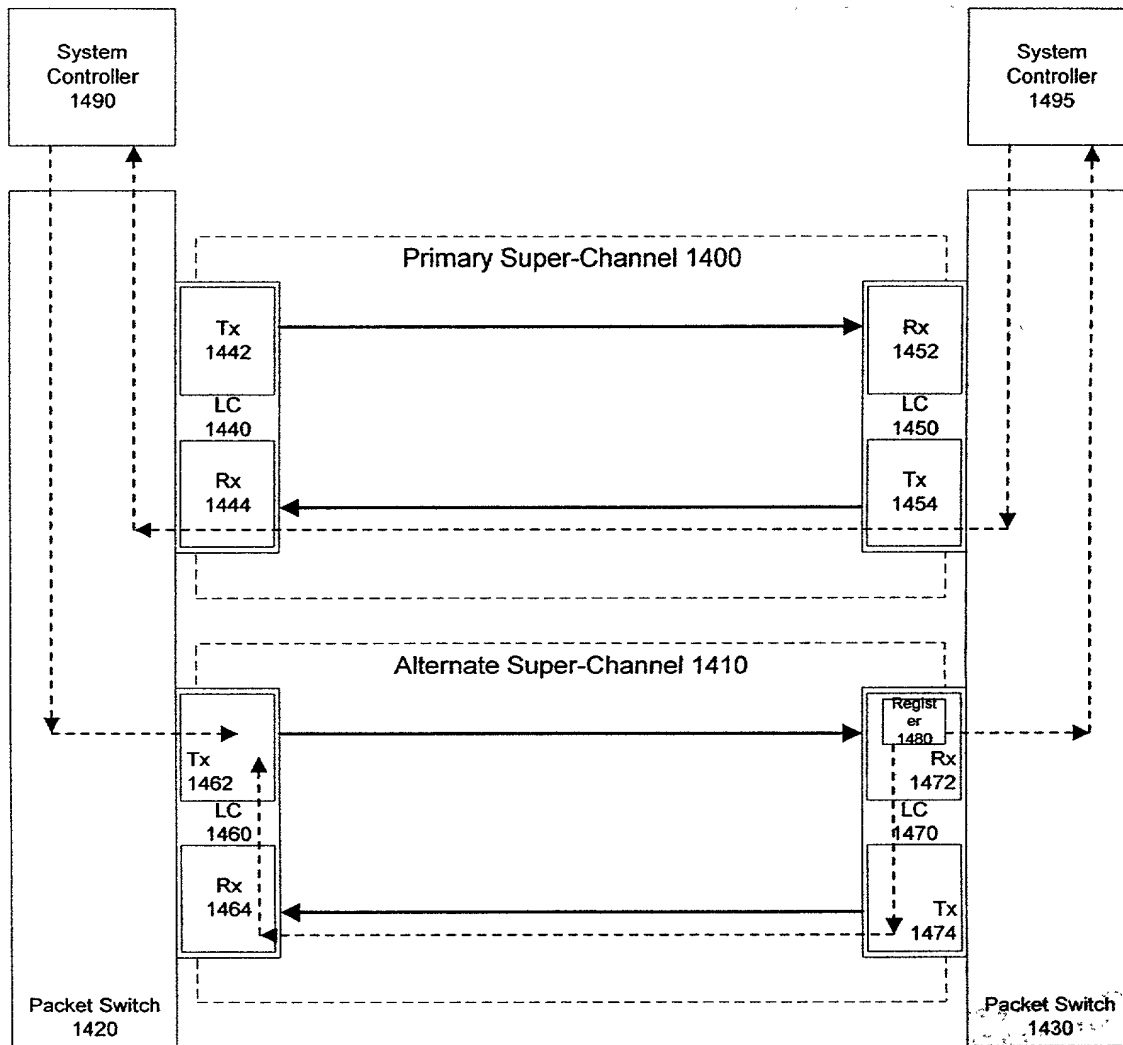 System
Controller
1490
System
Controller
1495
Primary Super-Channel 1400
Tx
1442
LC
1440
Rx
1444
Rx
1452
LC
1450
Tx
1454
Alternate Super-Channel 1410
Tx
1462
LC
1460
Rx
1464
Regist
er
1480
Rx
1472
LC
1470
Tx
1474
Packet Switch
1420
Packet Switch
1430